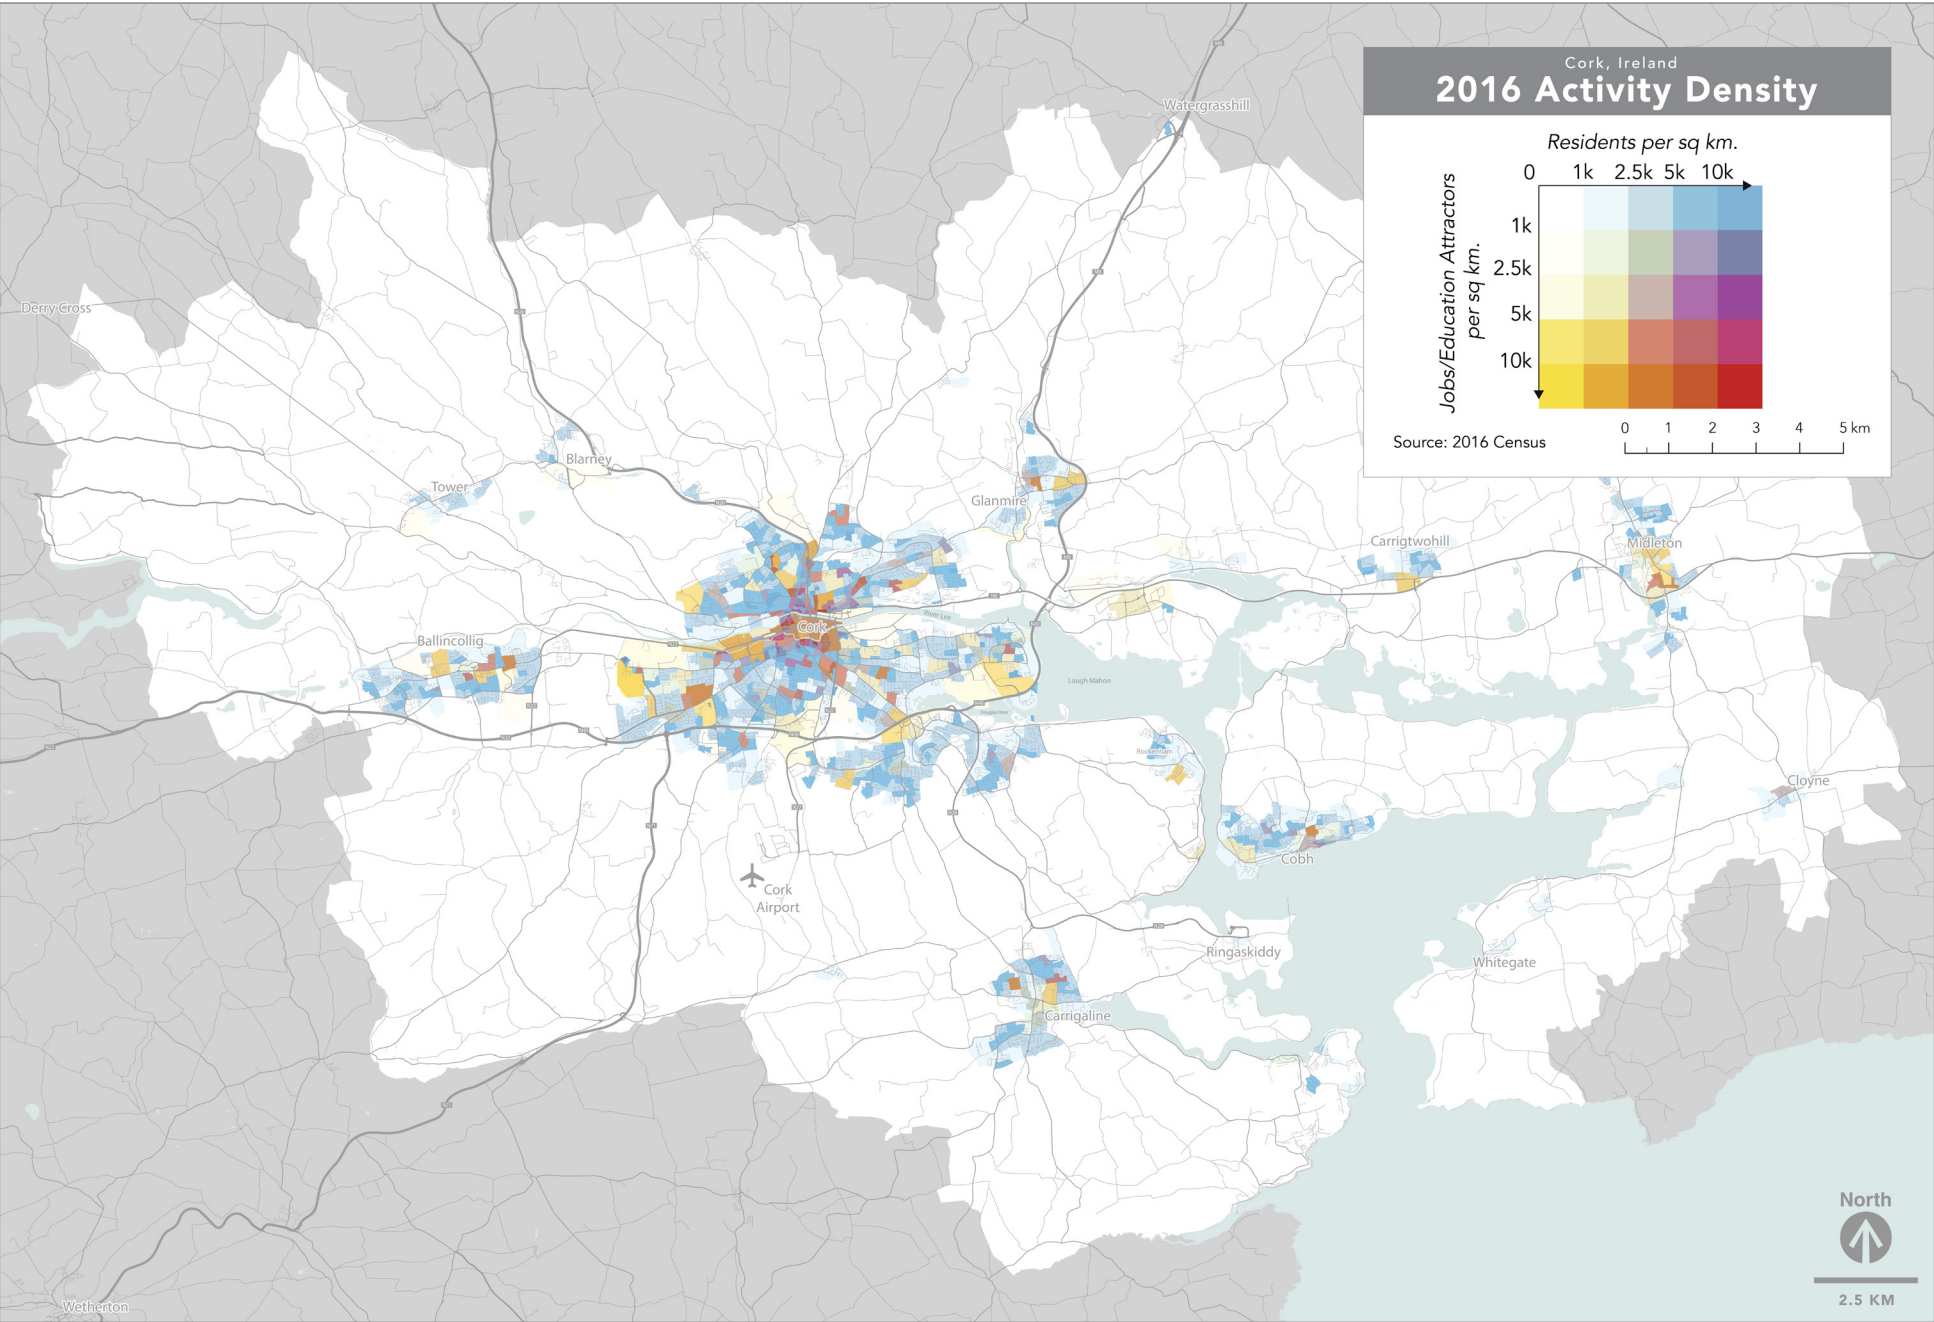 Cork, Ireland
2016 Activity Density
Residents per sq km.
0 1k 2.5k 5k 10k
Jobs/Education Attractors
per sq km.
1k
2.5k
5k
10k
Source: 2016 Census
0 1 2 3 4 5 km
Watergrasshill
Derry Cross
Blarney
Tower
Glanmire
Carrigtwohill
Midleton
River Lee
Cork
Ballincollig
Lough Mahon
Douglas River
Rockenham
Cloyne
Cobh
Cork
Airport
Ringaskiddy
Whitegate
Carrigaline
Wetherton
North
2.5 KM